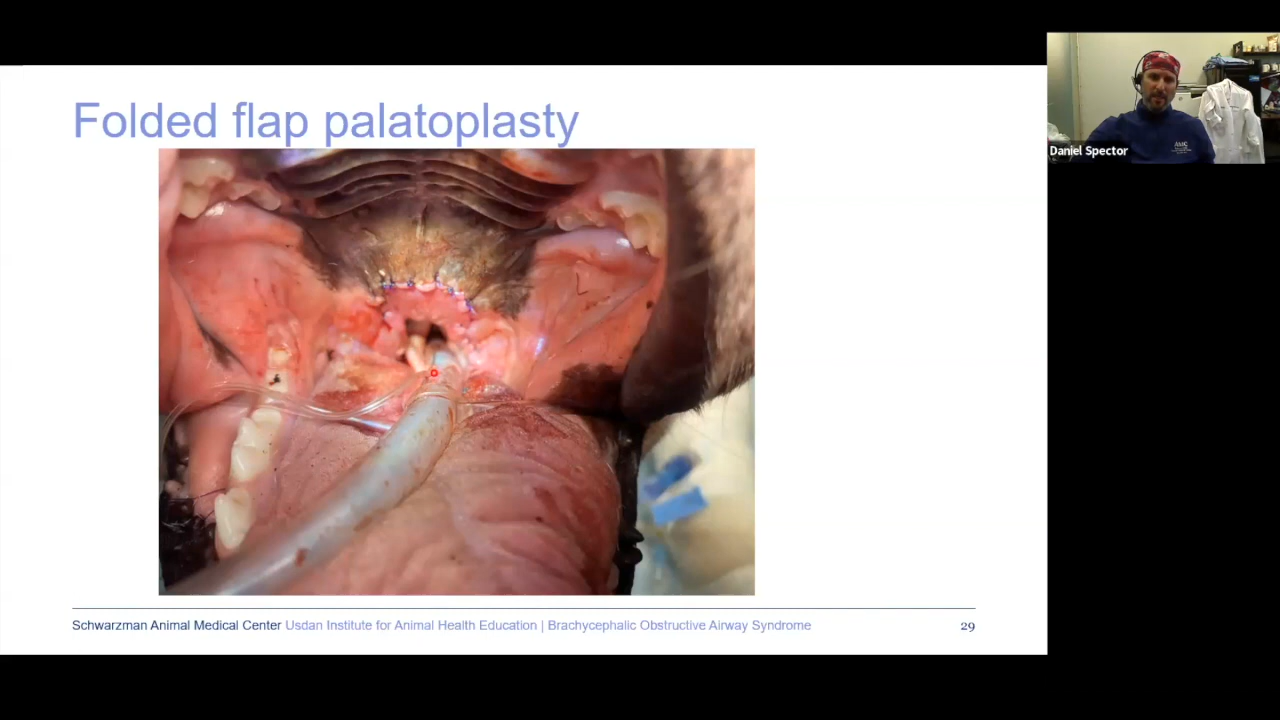 Folded flap palatoplasty
Daniel Spector
AMC
Schwarzman Animal Medical Center Usdan Institute for Animal Health Education | Brachycephalic Obstructive Airway Syndrome
29